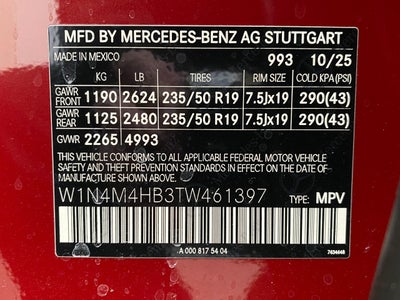 MFD BY MERCEDES-BENZ AG STUTTGART
MADE IN MEXICO 993 10/25
KG LB TIRES RIM SIZE COLD KPA (PSI)
GAWR FRONT 1190 2624 235/50 R19 7.5Jx19 290(43)
GAWR REAR 1125 2480 235/50 R19 7.5Jx19 290(43)
GVWR 2265 4993
THIS VEHICLE CONFORMS TO ALL APPLICABLE U.S. FEDERAL MOTOR
VEHICLE SAFETY, BUMPER, AND THEFT PREVENTION STANDARDS IN
EFFECT ON THE DATE OF MANUFACTURE SHOWN ABOVE.
W1N4M4HB3TW461397 TYPE: MPV
A 000 817 54 04